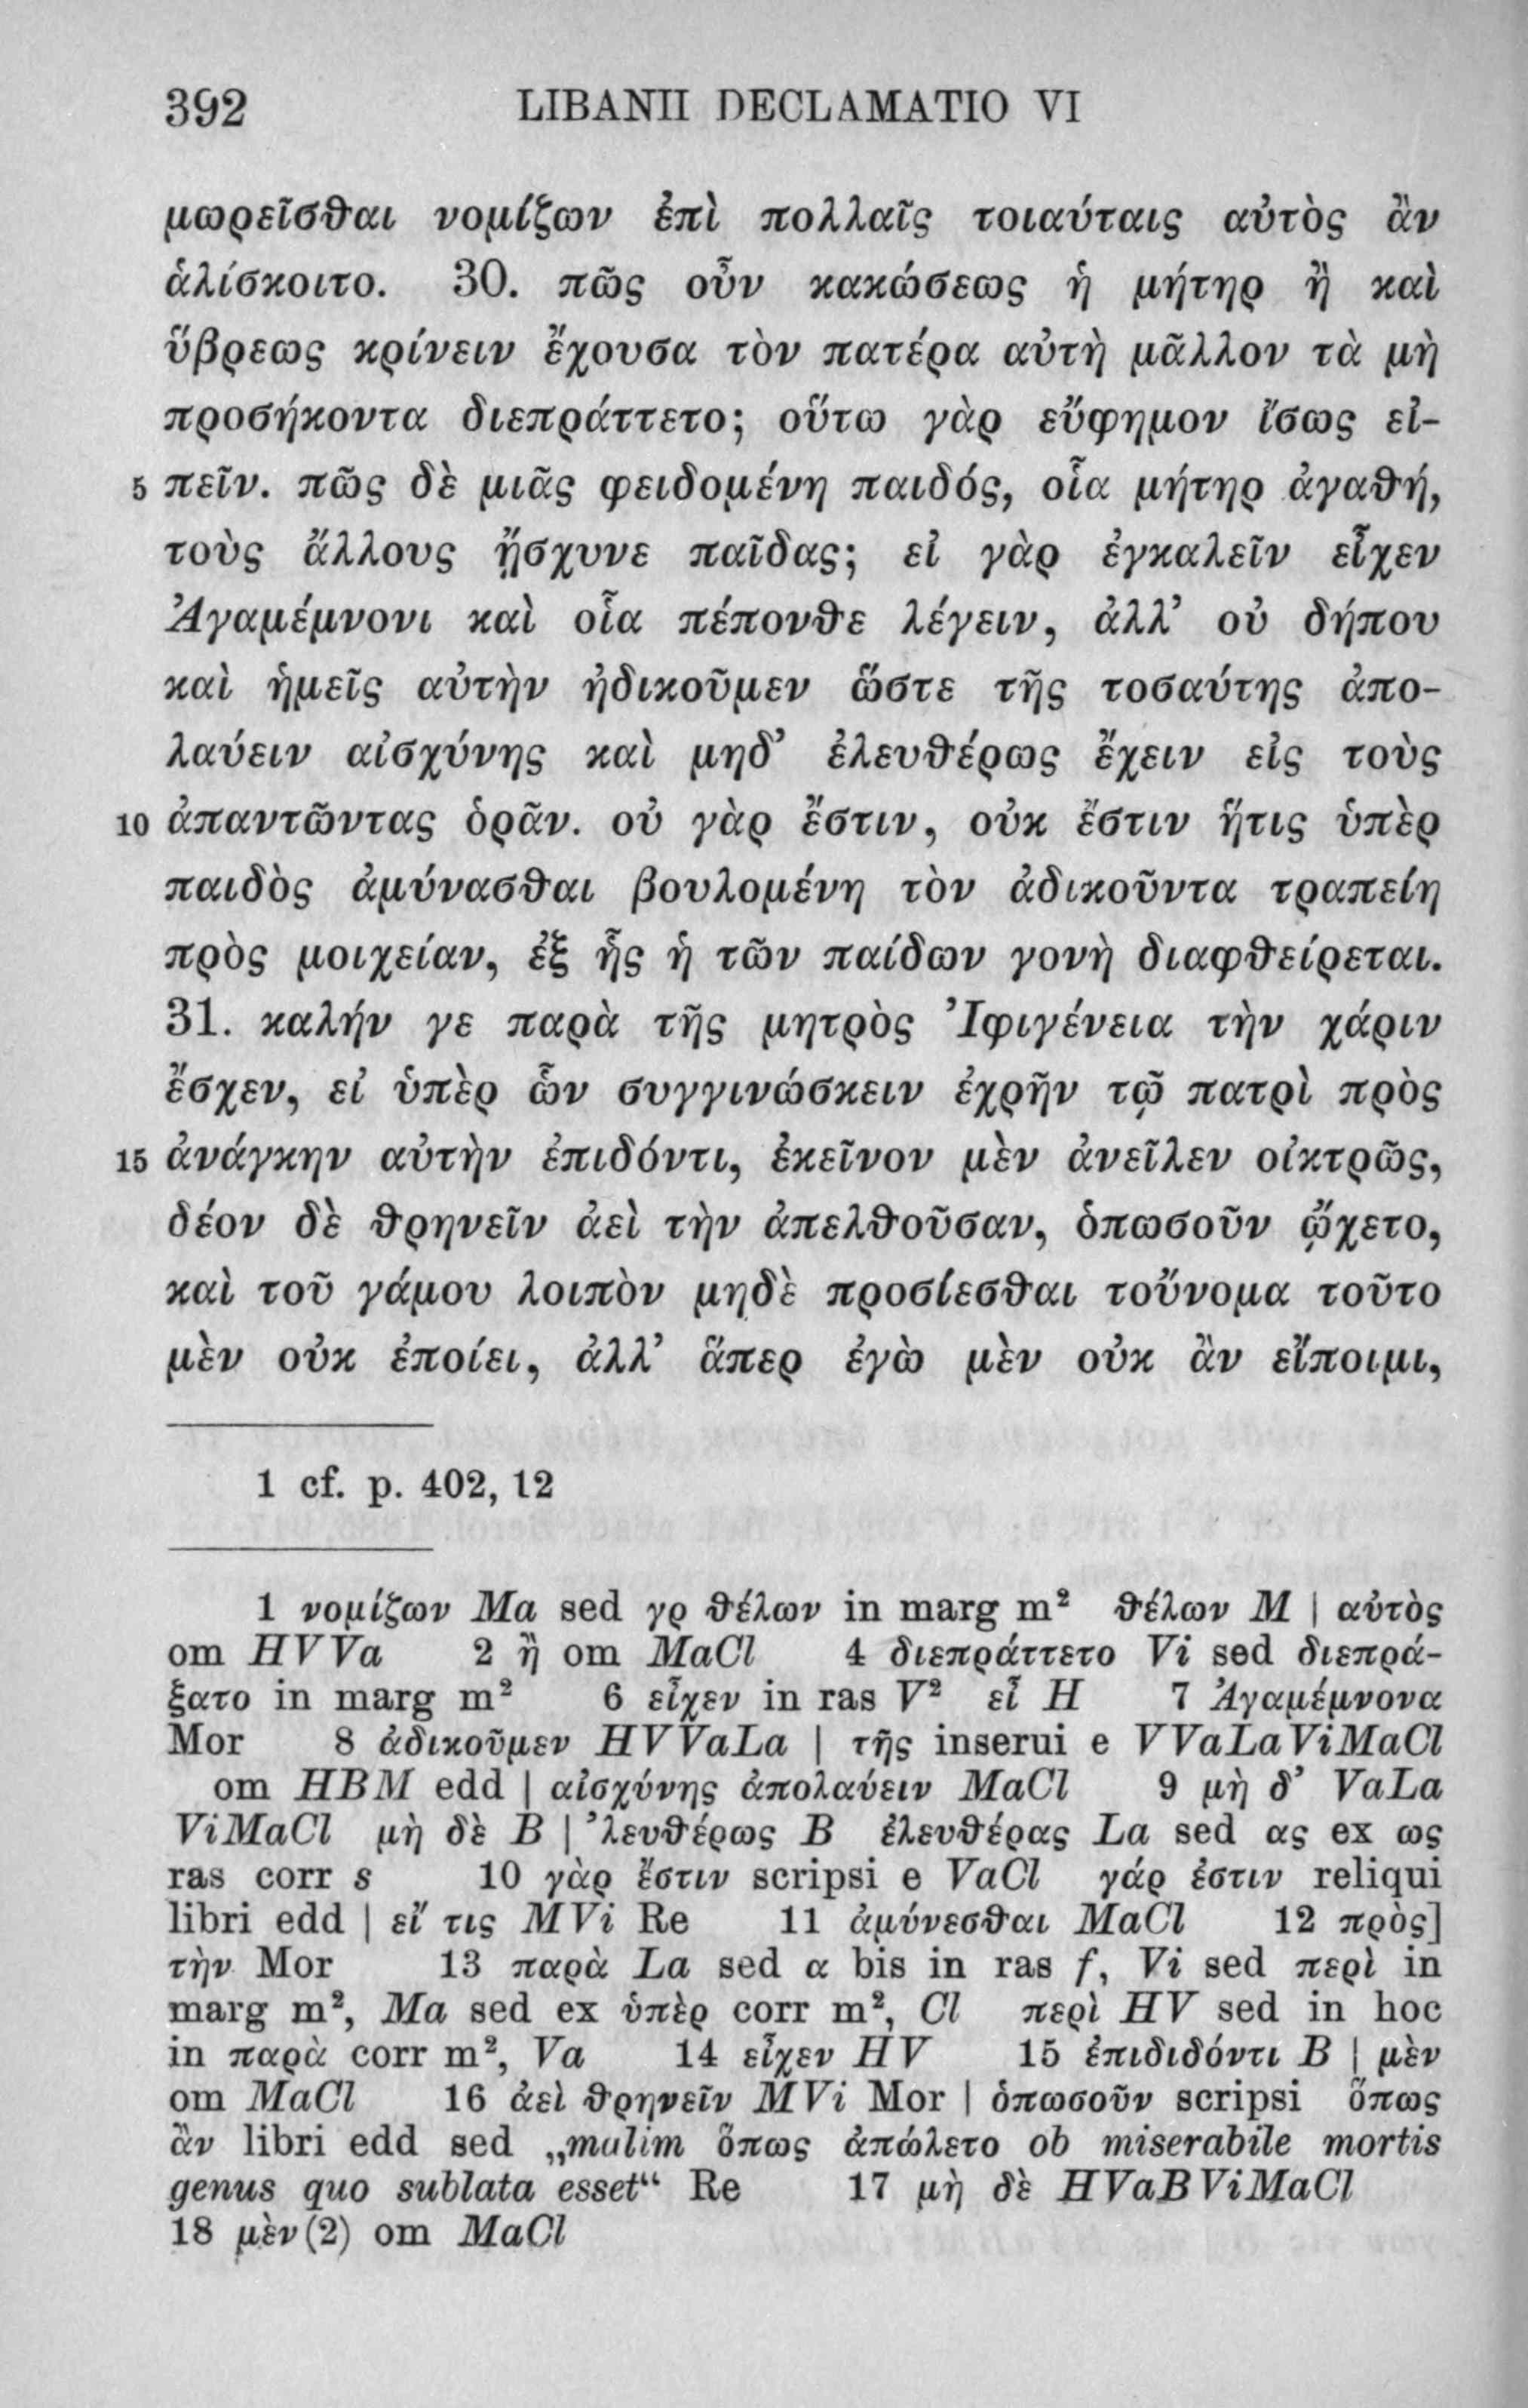 392 LIBANII DECLAMATIO VI
μωρεῖσθαι νομίζων ἐπὶ πολλαῖς τοιαύταις αὐτὸς ἂν
ἁλίσκοιτο. 30. πῶς οὖν κακώσεως ἡ μήτηρ ἢ καὶ
ὕβρεως κρίνειν ἔχουσα τὸν πατέρα αὐτὴ μᾶλλον τὰ μὴ
προσήκοντα διεπράττετο; οὕτω γὰρ εὔφημον ἴσως εἰ-
5 πεῖν. πῶς δὲ μιᾶς φειδομένη παιδός, οἷα μήτηρ ἀγαθή,
τοὺς ἄλλους ᾔσχυνε παῖδας; εἰ γὰρ ἐγκαλεῖν εἶχεν
Ἀγαμέμνονι καὶ οἷα πέπονθε λέγειν, ἀλλ’ οὐ δήπου
καὶ ἡμεῖς αὐτὴν ἠδικοῦμεν ὥστε τῆς τοσαύτης ἀπο-
λαύειν αἰσχύνης καὶ μηδ’ ἐλευθέρως ἔχειν εἰς τοὺς
10 ἀπαντῶντας ὁρᾶν. οὐ γὰρ ἔστιν, οὐκ ἔστιν ἥτις ὑπὲρ
παιδὸς ἀμύνασθαι βουλομένη τὸν ἀδικοῦντα τραπείη
πρὸς μοιχείαν, ἐξ ἧς ἡ τῶν παίδων γονὴ διαφθείρεται.
31. καλήν γε παρὰ τῆς μητρὸς Ἰφιγένεια τὴν χάριν
ἔσχεν, εἰ ὑπὲρ ὧν συγγινώσκειν ἐχρῆν τῷ πατρὶ πρὸς
15 ἀνάγκην αὐτὴν ἐπιδόντι, ἐκεῖνον μὲν ἀνεῖλεν οἰκτρῶς,
δέον δὲ θρηνεῖν ἀεὶ τὴν ἀπελθοῦσαν, ὁπωσοῦν ᾤχετο,
καὶ τοῦ γάμου λοιπὸν μηδὲ προσίεσθαι τοὔνομα τοῦτο
μὲν οὐκ ἐποίει, ἀλλ’ ἅπερ ἐγὼ μὲν οὐκ ἂν εἴποιμι,
1 cf. p. 402, 12
1 νομίζων Ma sed γρ θέλων in marg m² θέλων M | αὐτὸς
om HVVa 2 ἢ om MaCl 4 διεπράττετο Vi sed διεπρά-
ξατο in marg m² 6 εἶχεν in ras V² εἶ H 7 Ἀγαμέμνονα
Mor 8 ἀδικοῦμεν HVVaLa | τῆς inserui e VVaLaViMaCl
om HBM edd | αἰσχύνης ἀπολαύειν MaCl 9 μὴ δ’ VaLa
ViMaCl μὴ δὲ B | ’λευθέρως B ἐλευθέρας La sed ας ex ως
ras corr s 10 γὰρ ἔστιν scripsi e VaCl γάρ ἐστιν reliqui
libri edd | εἴ τις MVi Re 11 ἀμύνεσθαι MaCl 12 πρὸς]
τὴν Mor 13 παρὰ La sed α bis in ras f, Vi sed περὶ in
marg m², Ma sed ex ὑπὲρ corr m², Cl περὶ HV sed in hoc
in παρὰ corr m², Va 14 εἶχεν HV 15 ἐπιδιδόντι B | μὲν
om MaCl 16 ἀεὶ θρηνεῖν MVi Mor | ὁπωσοῦν scripsi ὅπως
ἂν libri edd sed „malim ὅπως ἀπώλετο ob miserabile mortis
genus quo sublata esset“ Re 17 μὴ δὲ HVaBViMaCl
18 μὲν(2) om MaCl